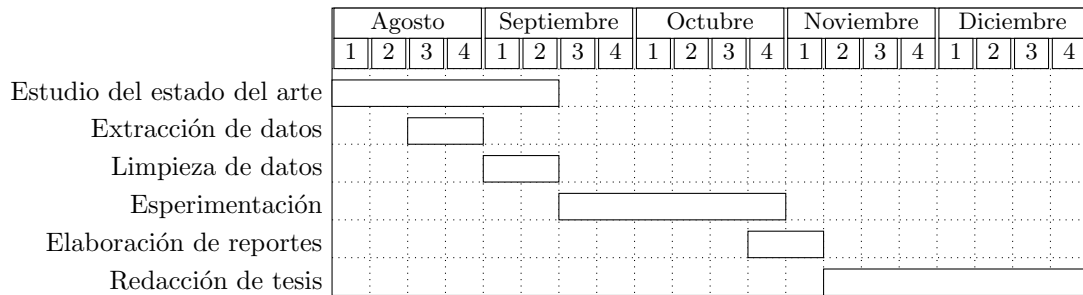 Agosto Septiembre Octubre Noviembre Diciembre
1 2 3 4 1 2 3 4 1 2 3 4 1 2 3 4 1 2 3 4
Estudio del estado del arte
Extracción de datos
Limpieza de datos
Esperimentación
Elaboración de reportes
Redacción de tesis